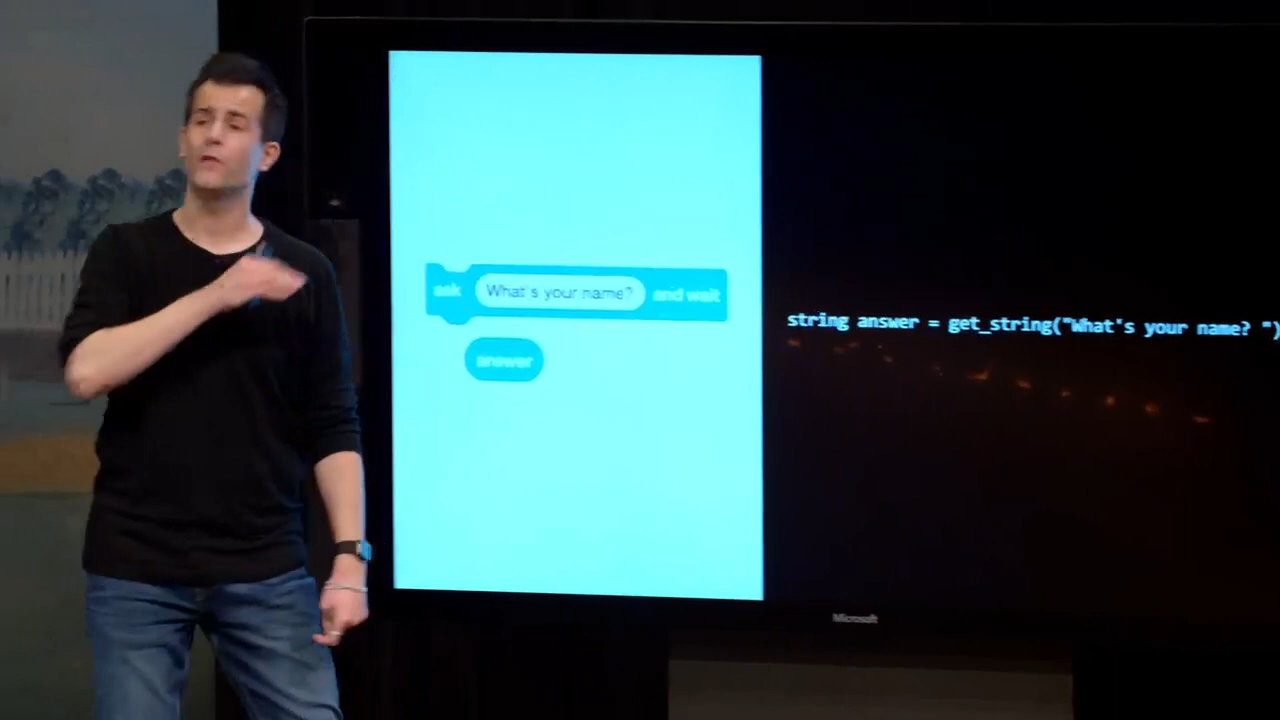 ask What's your name? and wait
answer
string answer = get_string("What's your name? ")
Microsoft